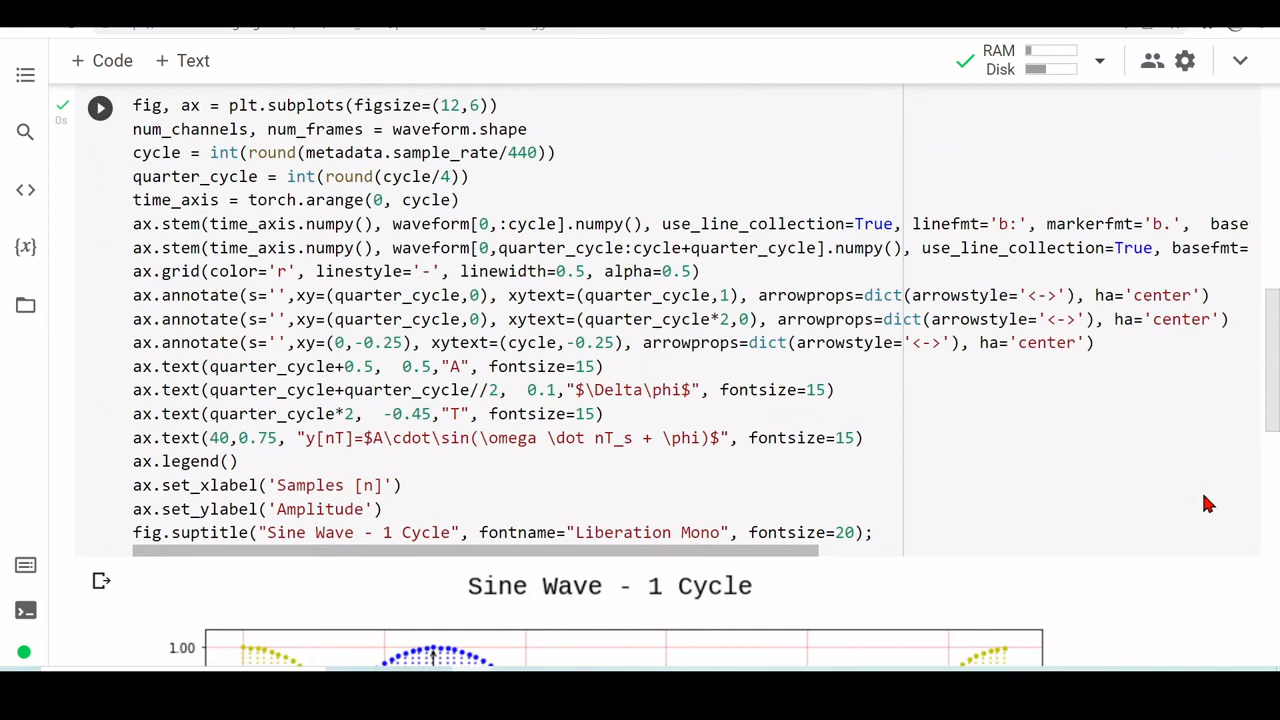 + Code + Text
RAM
Disk
0s
fig, ax = plt.subplots(figsize=(12,6))
num_channels, num_frames = waveform.shape
cycle = int(round(metadata.sample_rate/440))
quarter_cycle = int(round(cycle/4))
time_axis = torch.arange(0, cycle)
ax.stem(time_axis.numpy(), waveform[0,:cycle].numpy(), use_line_collection=True, linefmt='b:', markerfmt='b.',  base
ax.stem(time_axis.numpy(), waveform[0,quarter_cycle:cycle+quarter_cycle].numpy(), use_line_collection=True, basefmt=
ax.grid(color='r', linestyle='-', linewidth=0.5, alpha=0.5)
ax.annotate(s='',xy=(quarter_cycle,0), xytext=(quarter_cycle,1), arrowprops=dict(arrowstyle='<->'), ha='center')
ax.annotate(s='',xy=(quarter_cycle,0), xytext=(quarter_cycle*2,0), arrowprops=dict(arrowstyle='<->'), ha='center')
ax.annotate(s='',xy=(0,-0.25), xytext=(cycle,-0.25), arrowprops=dict(arrowstyle='<->'), ha='center')
ax.text(quarter_cycle+0.5,  0.5,"A", fontsize=15)
ax.text(quarter_cycle+quarter_cycle//2,  0.1,"$\Delta\phi$", fontsize=15)
ax.text(quarter_cycle*2,  -0.45,"T", fontsize=15)
ax.text(40,0.75, "y[nT]=$A\cdot\sin(\omega \dot nT_s + \phi)$", fontsize=15)
ax.legend()
ax.set_xlabel('Samples [n]')
ax.set_ylabel('Amplitude')
fig.suptitle("Sine Wave - 1 Cycle", fontname="Liberation Mono", fontsize=20);
Sine Wave - 1 Cycle
1.00